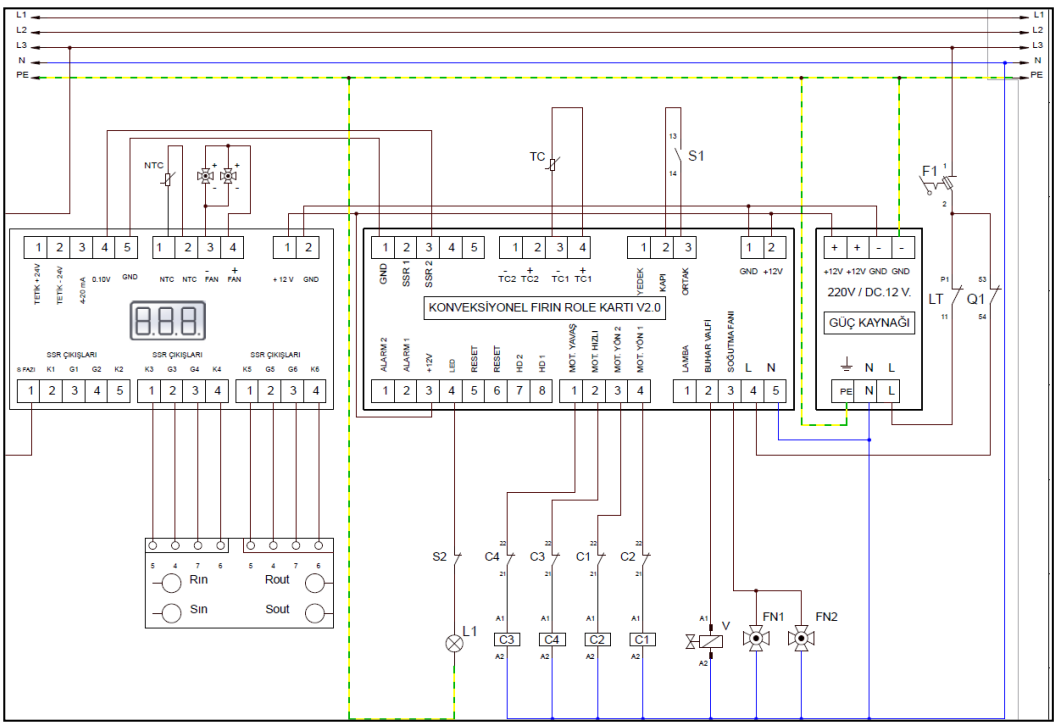 L1 L1
L2 L2
L3 L3
N N
PE PE
NTC + + - -
TC
13
S1
14
F1 1
2
1 2 3 4 5 1 2 3 4 1 2
TETİK + 24V TETİK - 24V 4-20 mA 0.10V GND NTC NTC - FAN + FAN + 12 V GND
1 2 3 4 5 1 2 3 4 1 2 3 1 2
GND SSR 1 SSR 2 - TC2 + TC2 - TC1 + TC1 YEDEK KAPI ORTAK GND +12V
+ + - -
+12V +12V GND GND
220V / DC.12 V.
GÜÇ KAYNAĞI
P1 53
LT Q1
11 54
KONVEKSİYONEL FIRIN ROLE KARTI V2.0
SSR ÇIKIŞLARI SSR ÇIKIŞLARI SSR ÇIKIŞLARI
S FAZI K1 G1 G2 K2 K3 G3 G4 K4 K5 G5 G6 K6
1 2 3 4 5 1 2 3 4 1 2 3 4
ALARM 2 ALARM 1 +12V LED RESET RESET HD 2 HD 1 MOT. YAVAŞ MOT. HIZLI MOT. YÖN 2 MOT. YÖN 1 LAMBA BUHAR VALFİ SOĞUTMA FANI L N
1 2 3 4 5 6 7 8 1 2 3 4 1 2 3 4 5
N L
PE N L
5 4 7 6 5 4 7 6
Rın Rout
Sın Sout
S2
L1
22 22 22 22
C4 C3 C1 C2
21 21 21 21
A1 A1 A1 A1 A1
C3 C4 C2 C1 V FN1 FN2
A2 A2 A2 A2 A2